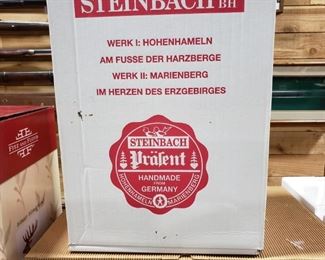 STEINBACH BH
WERK I: HOHENHAMELN
AM FUSSE DER HARZBERGE
WERK II: MARIENBERG
IM HERZEN DES ERZGEBIRGES
STEINBACH
Präsent
HANDMADE
FROM
GERMANY
HOHENHAMELN MARIENBERG